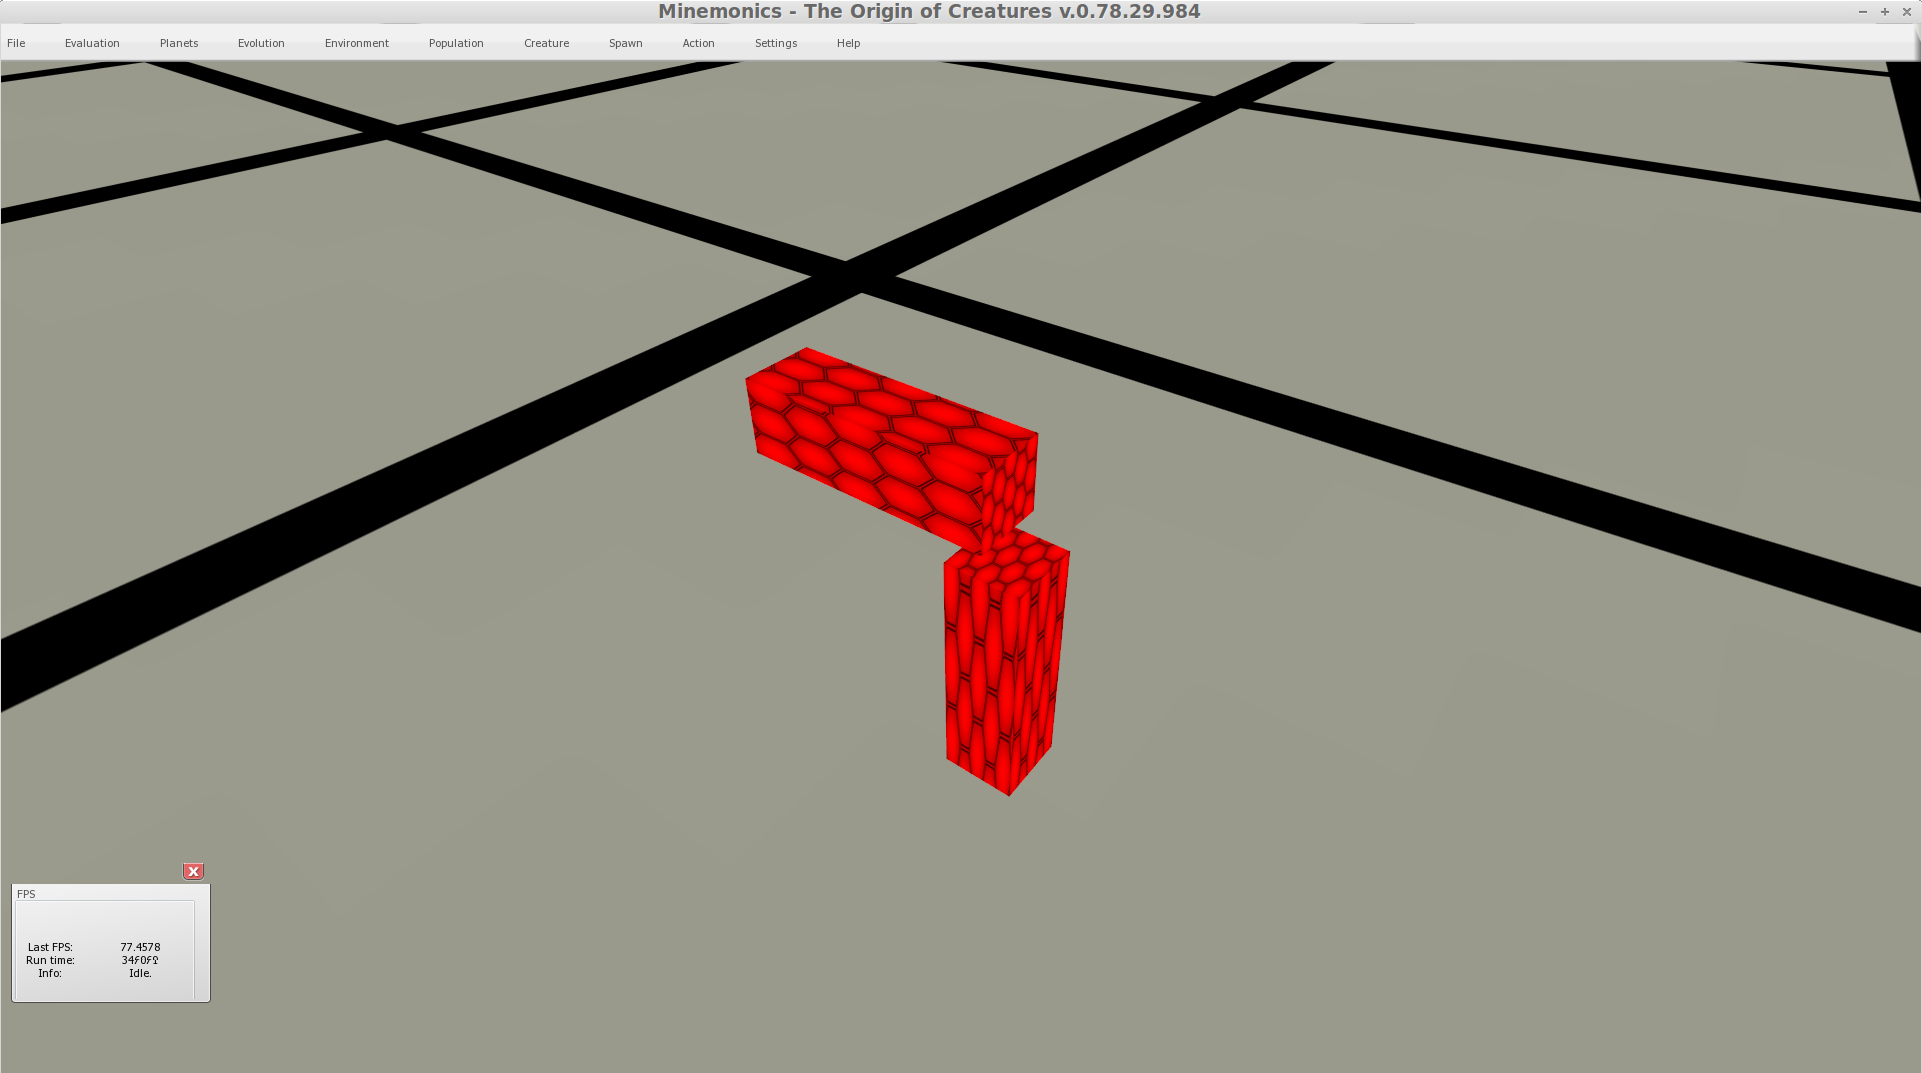 Minemonics - The Origin of Creatures v.0.78.29.984
File Evaluation Planets Evolution Environment Population Creature Spawn Action Settings Help
FPS
Last FPS: 77.4578
Run time:
Info: Idle.